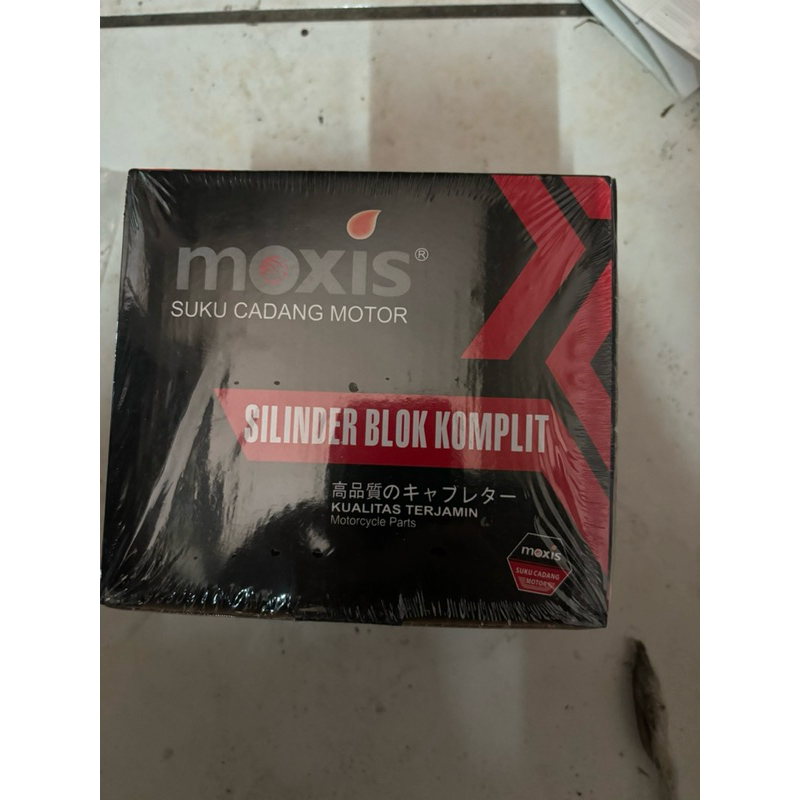 moxis®
SUKU CADANG MOTOR
SILINDER BLOK KOMPLIT
高品質のキャブレター
KUALITAS TERJAMIN
Motorcycle Parts
moxis
SUKU CADANG
MOTOR